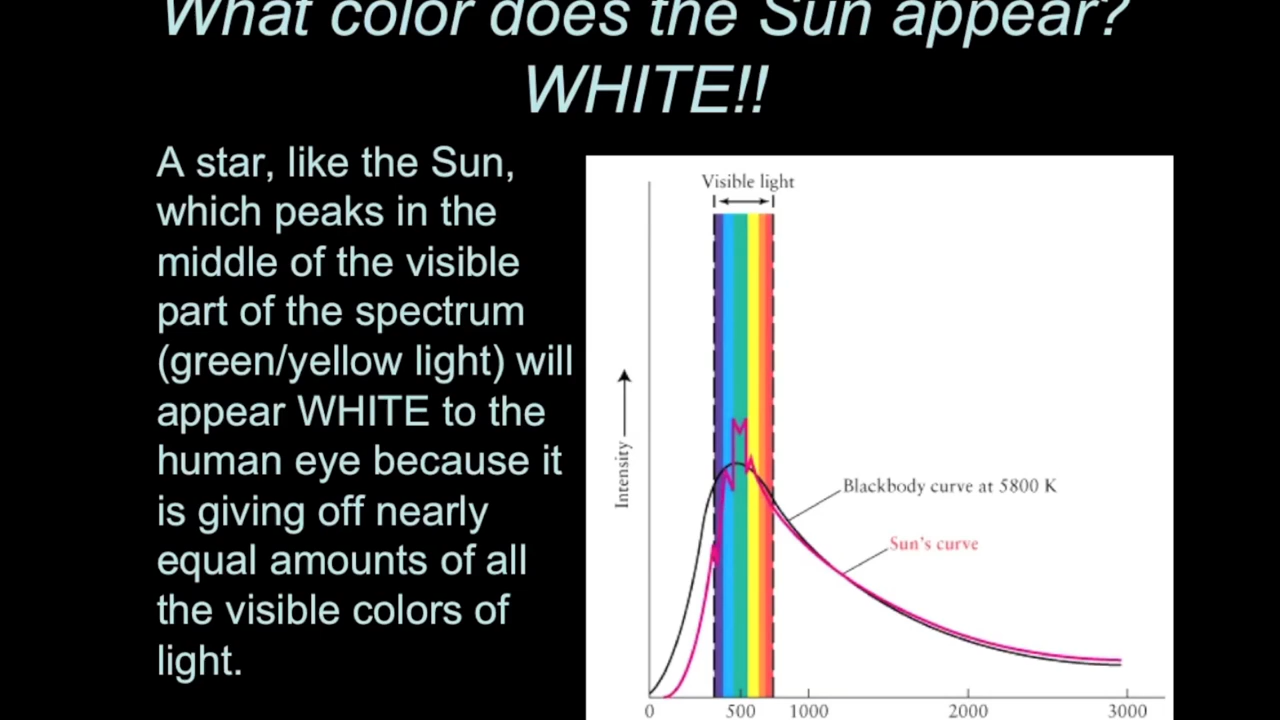 What color does the Sun appear?
WHITE!!
A star, like the Sun,
which peaks in the
middle of the visible
part of the spectrum
(green/yellow light) will
appear WHITE to the
human eye because it
is giving off nearly
equal amounts of all
the visible colors of
light.
Visible light
Intensity
Blackbody curve at 5800 K
Sun's curve
0 500 1000 2000 3000